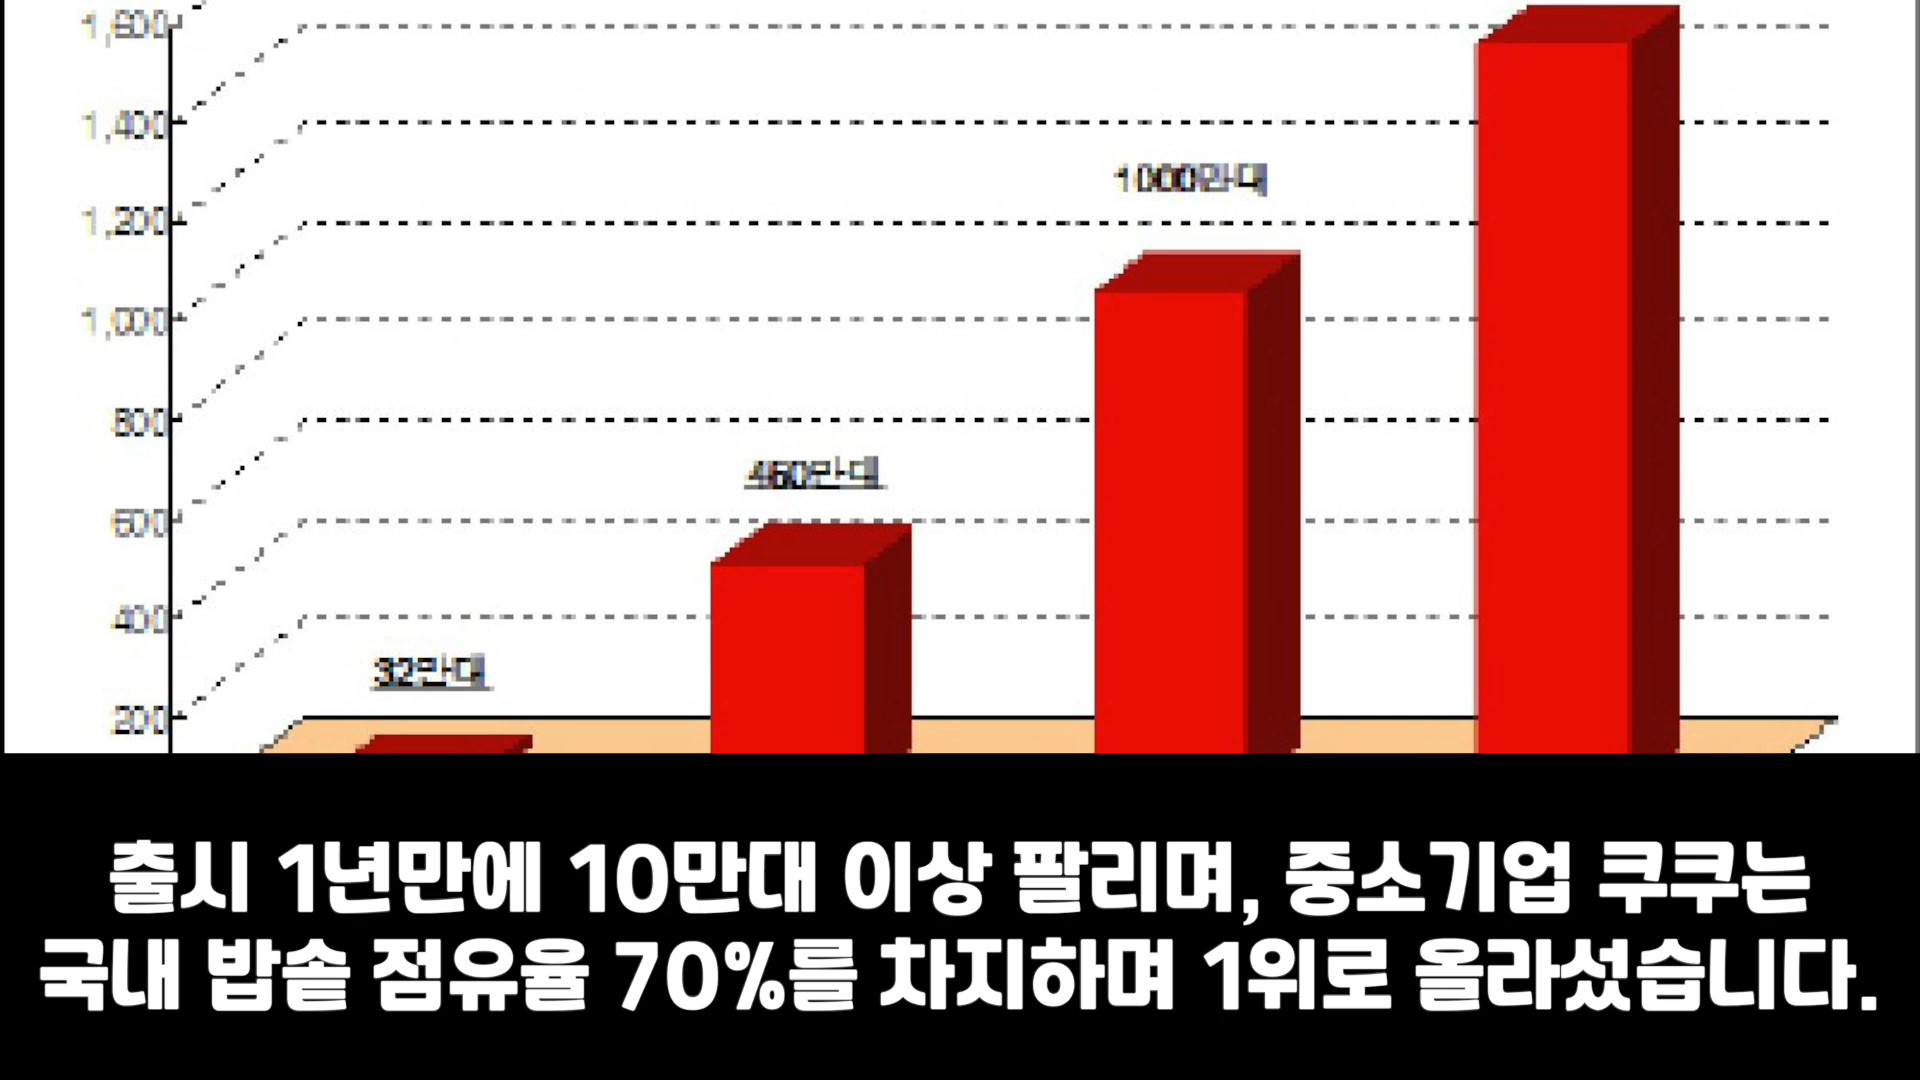 1,600
1,400
1,200
1,000
800
600
400
200
1000만대
460만대
32만대
출시 1년만에 10만대 이상 팔리며, 중소기업 쿠쿠는
국내 밥솥 점유율 70%를 차지하며 1위로 올라섰습니다.